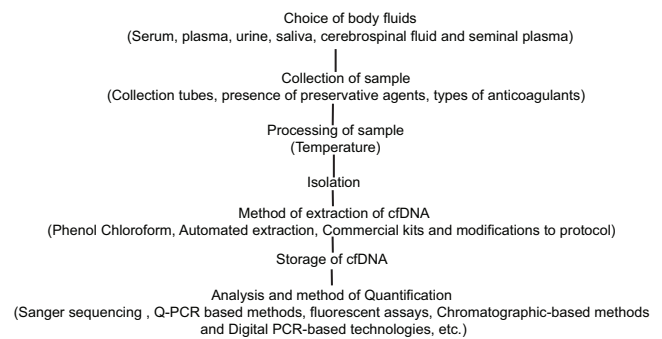 Choice of body fluids
(Serum, plasma, urine, saliva, cerebrospinal fluid and seminal plasma)
Collection of sample
(Collection tubes, presence of preservative agents, types of anticoagulants)
Processing of sample
(Temperature)
Isolation
Method of extraction of cfDNA
(Phenol Chloroform, Automated extraction, Commercial kits and modifications to protocol)
Storage of cfDNA
Analysis and method of Quantification
(Sanger sequencing , Q-PCR based methods, fluorescent assays, Chromatographic-based methods
and Digital PCR-based technologies, etc.)